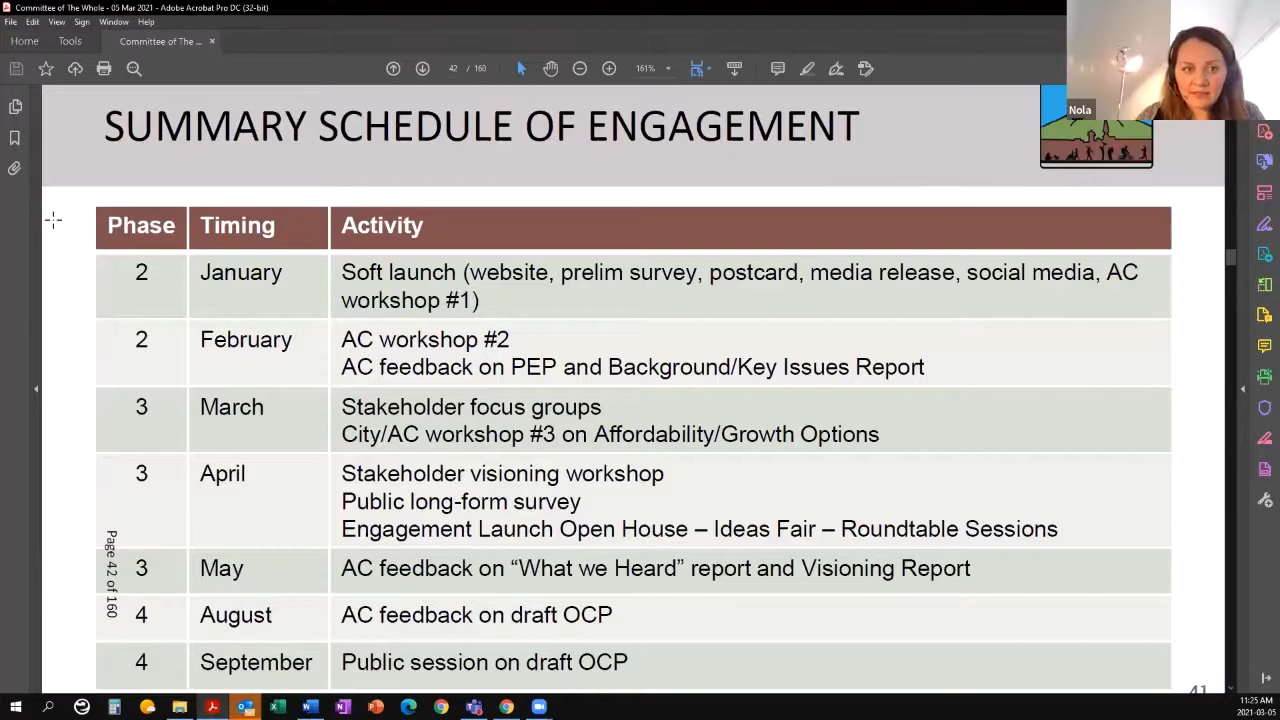 Committee of The Whole - 05 Mar 2021 - Adobe Acrobat Pro DC (32-bit)
File Edit View Sign Window Help
Home Tools Committee of The ... ×
42 / 160 161%
Nola
SUMMARY SCHEDULE OF ENGAGEMENT
Phase Timing Activity
2 January Soft launch (website, prelim survey, postcard, media release, social media, AC
workshop #1)
2 February AC workshop #2
AC feedback on PEP and Background/Key Issues Report
3 March Stakeholder focus groups
City/AC workshop #3 on Affordability/Growth Options
3 April Stakeholder visioning workshop
Public long-form survey
Engagement Launch Open House – Ideas Fair – Roundtable Sessions
3 May AC feedback on “What we Heard” report and Visioning Report
4 August AC feedback on draft OCP
4 September Public session on draft OCP
Page 42 of 160
41
11:25 AM
2021-03-05